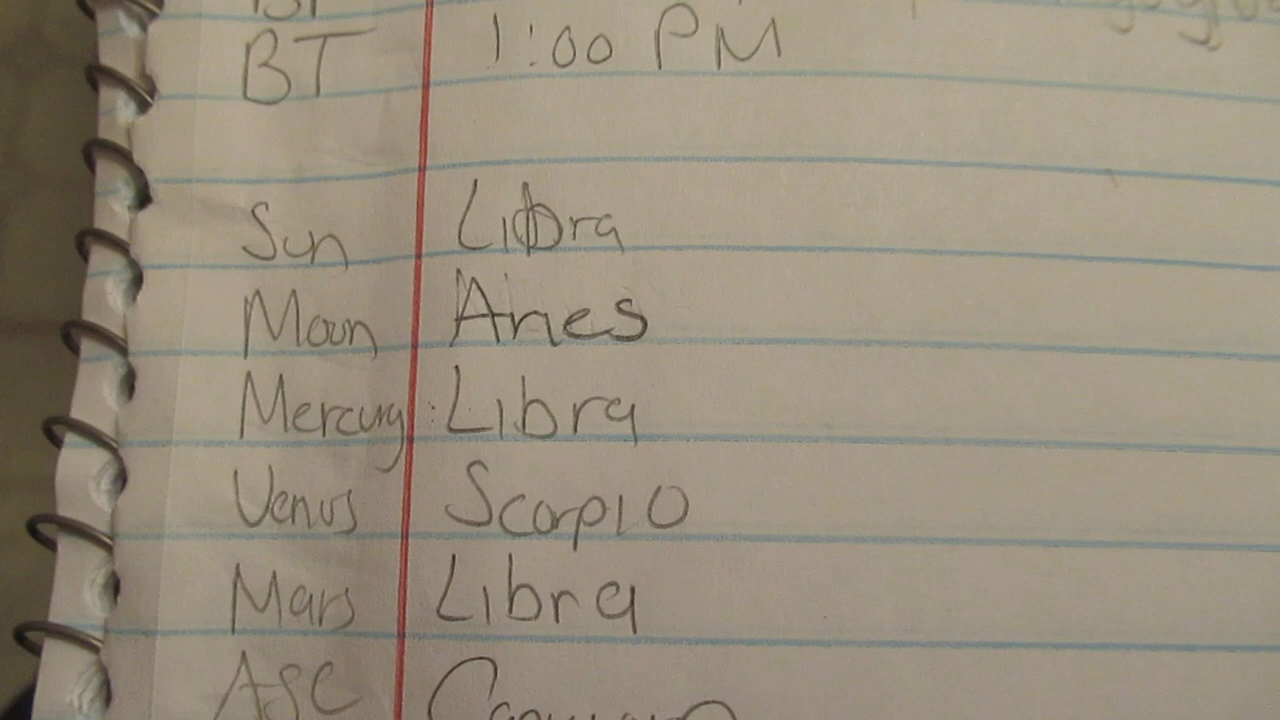 BT 1:00 PM
Sun Libra
Moon Aries
Mercury : Libra
Venus Scorpio
Mars Libra
ASC